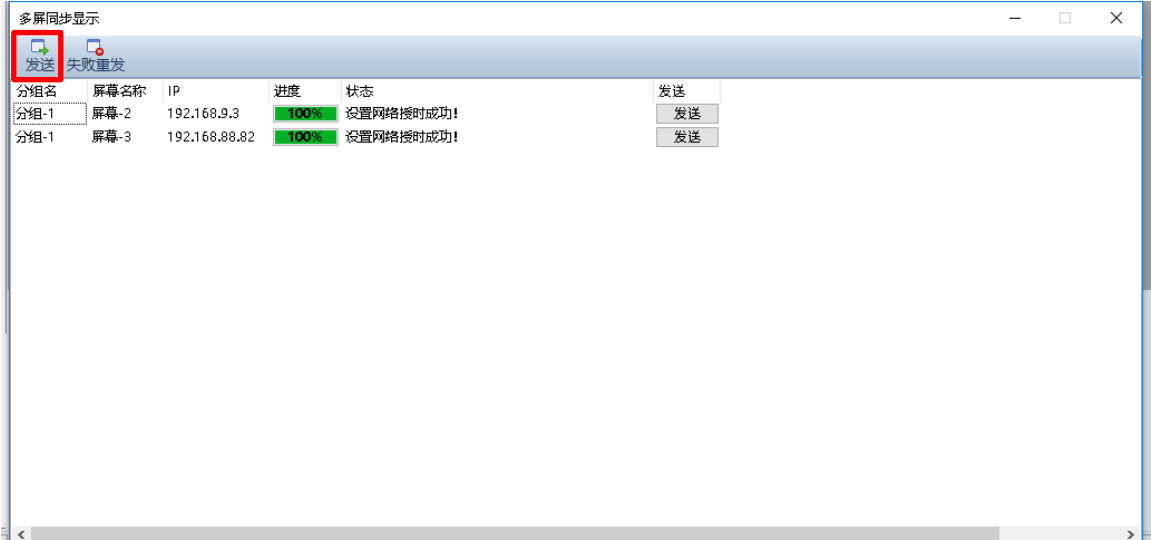 多屏同步显示
发送 失败重发
分组名 屏幕名称 IP 进度 状态 发送
分组-1 屏幕-2 192.168.9.3 100% 设置网络授时成功! 发送
分组-1 屏幕-3 192.168.88.82 100% 设置网络授时成功! 发送